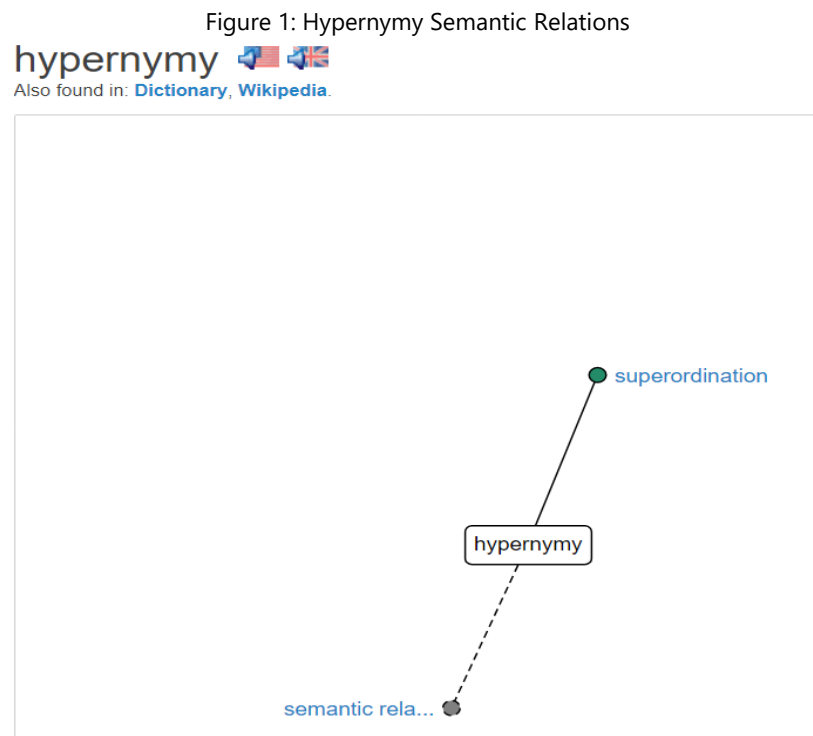 Figure 1: Hypernymy Semantic Relations
hypernymy
Also found in: Dictionary, Wikipedia.
superordination
hypernymy
semantic rela...